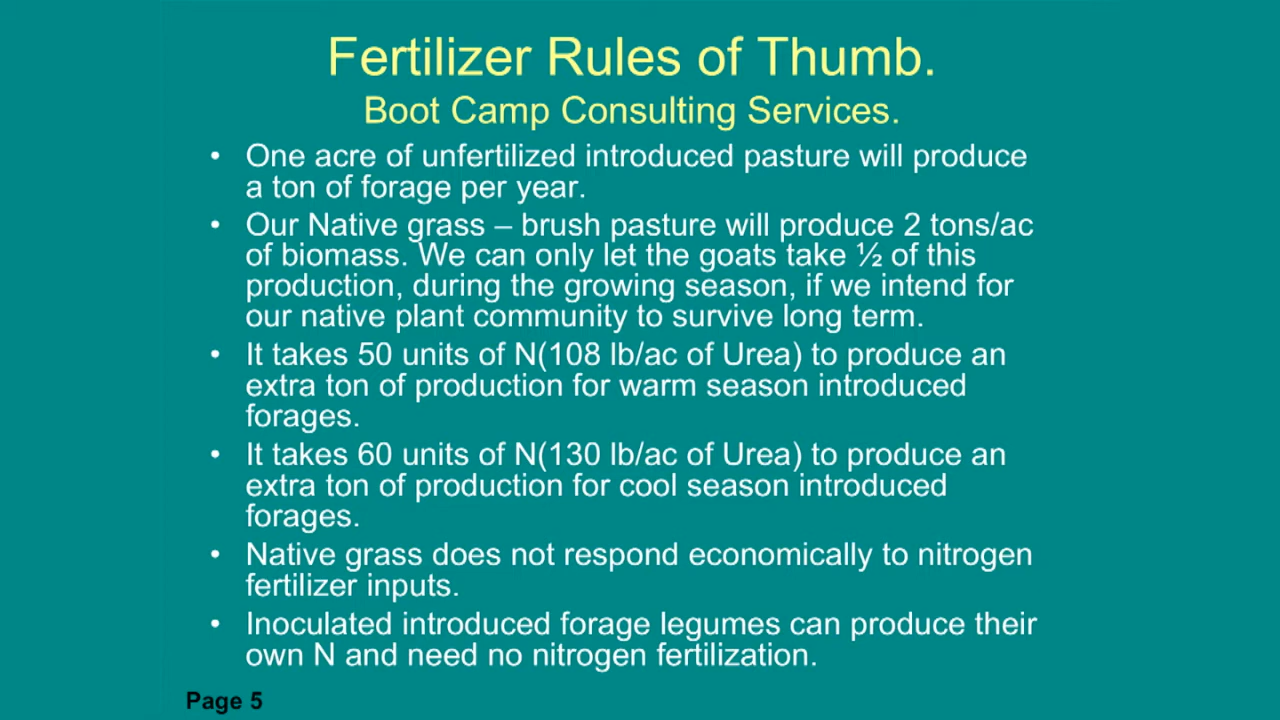 Fertilizer Rules of Thumb.
Boot Camp Consulting Services.
• One acre of unfertilized introduced pasture will produce
a ton of forage per year.
• Our Native grass – brush pasture will produce 2 tons/ac
of biomass. We can only let the goats take ½ of this
production, during the growing season, if we intend for
our native plant community to survive long term.
• It takes 50 units of N(108 lb/ac of Urea) to produce an
extra ton of production for warm season introduced
forages.
• It takes 60 units of N(130 lb/ac of Urea) to produce an
extra ton of production for cool season introduced
forages.
• Native grass does not respond economically to nitrogen
fertilizer inputs.
• Inoculated introduced forage legumes can produce their
own N and need no nitrogen fertilization.
Page 5